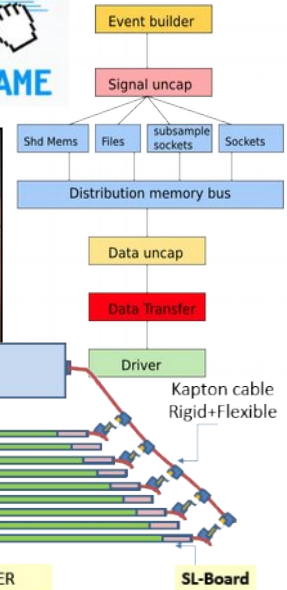 AME
Event builder
Signal uncap
Shd Mems
Files
subsample
sockets
Sockets
Distribution memory bus
Data uncap
Data Transfer
Driver
Kapton cable
Rigid+Flexible
ER
SL-Board